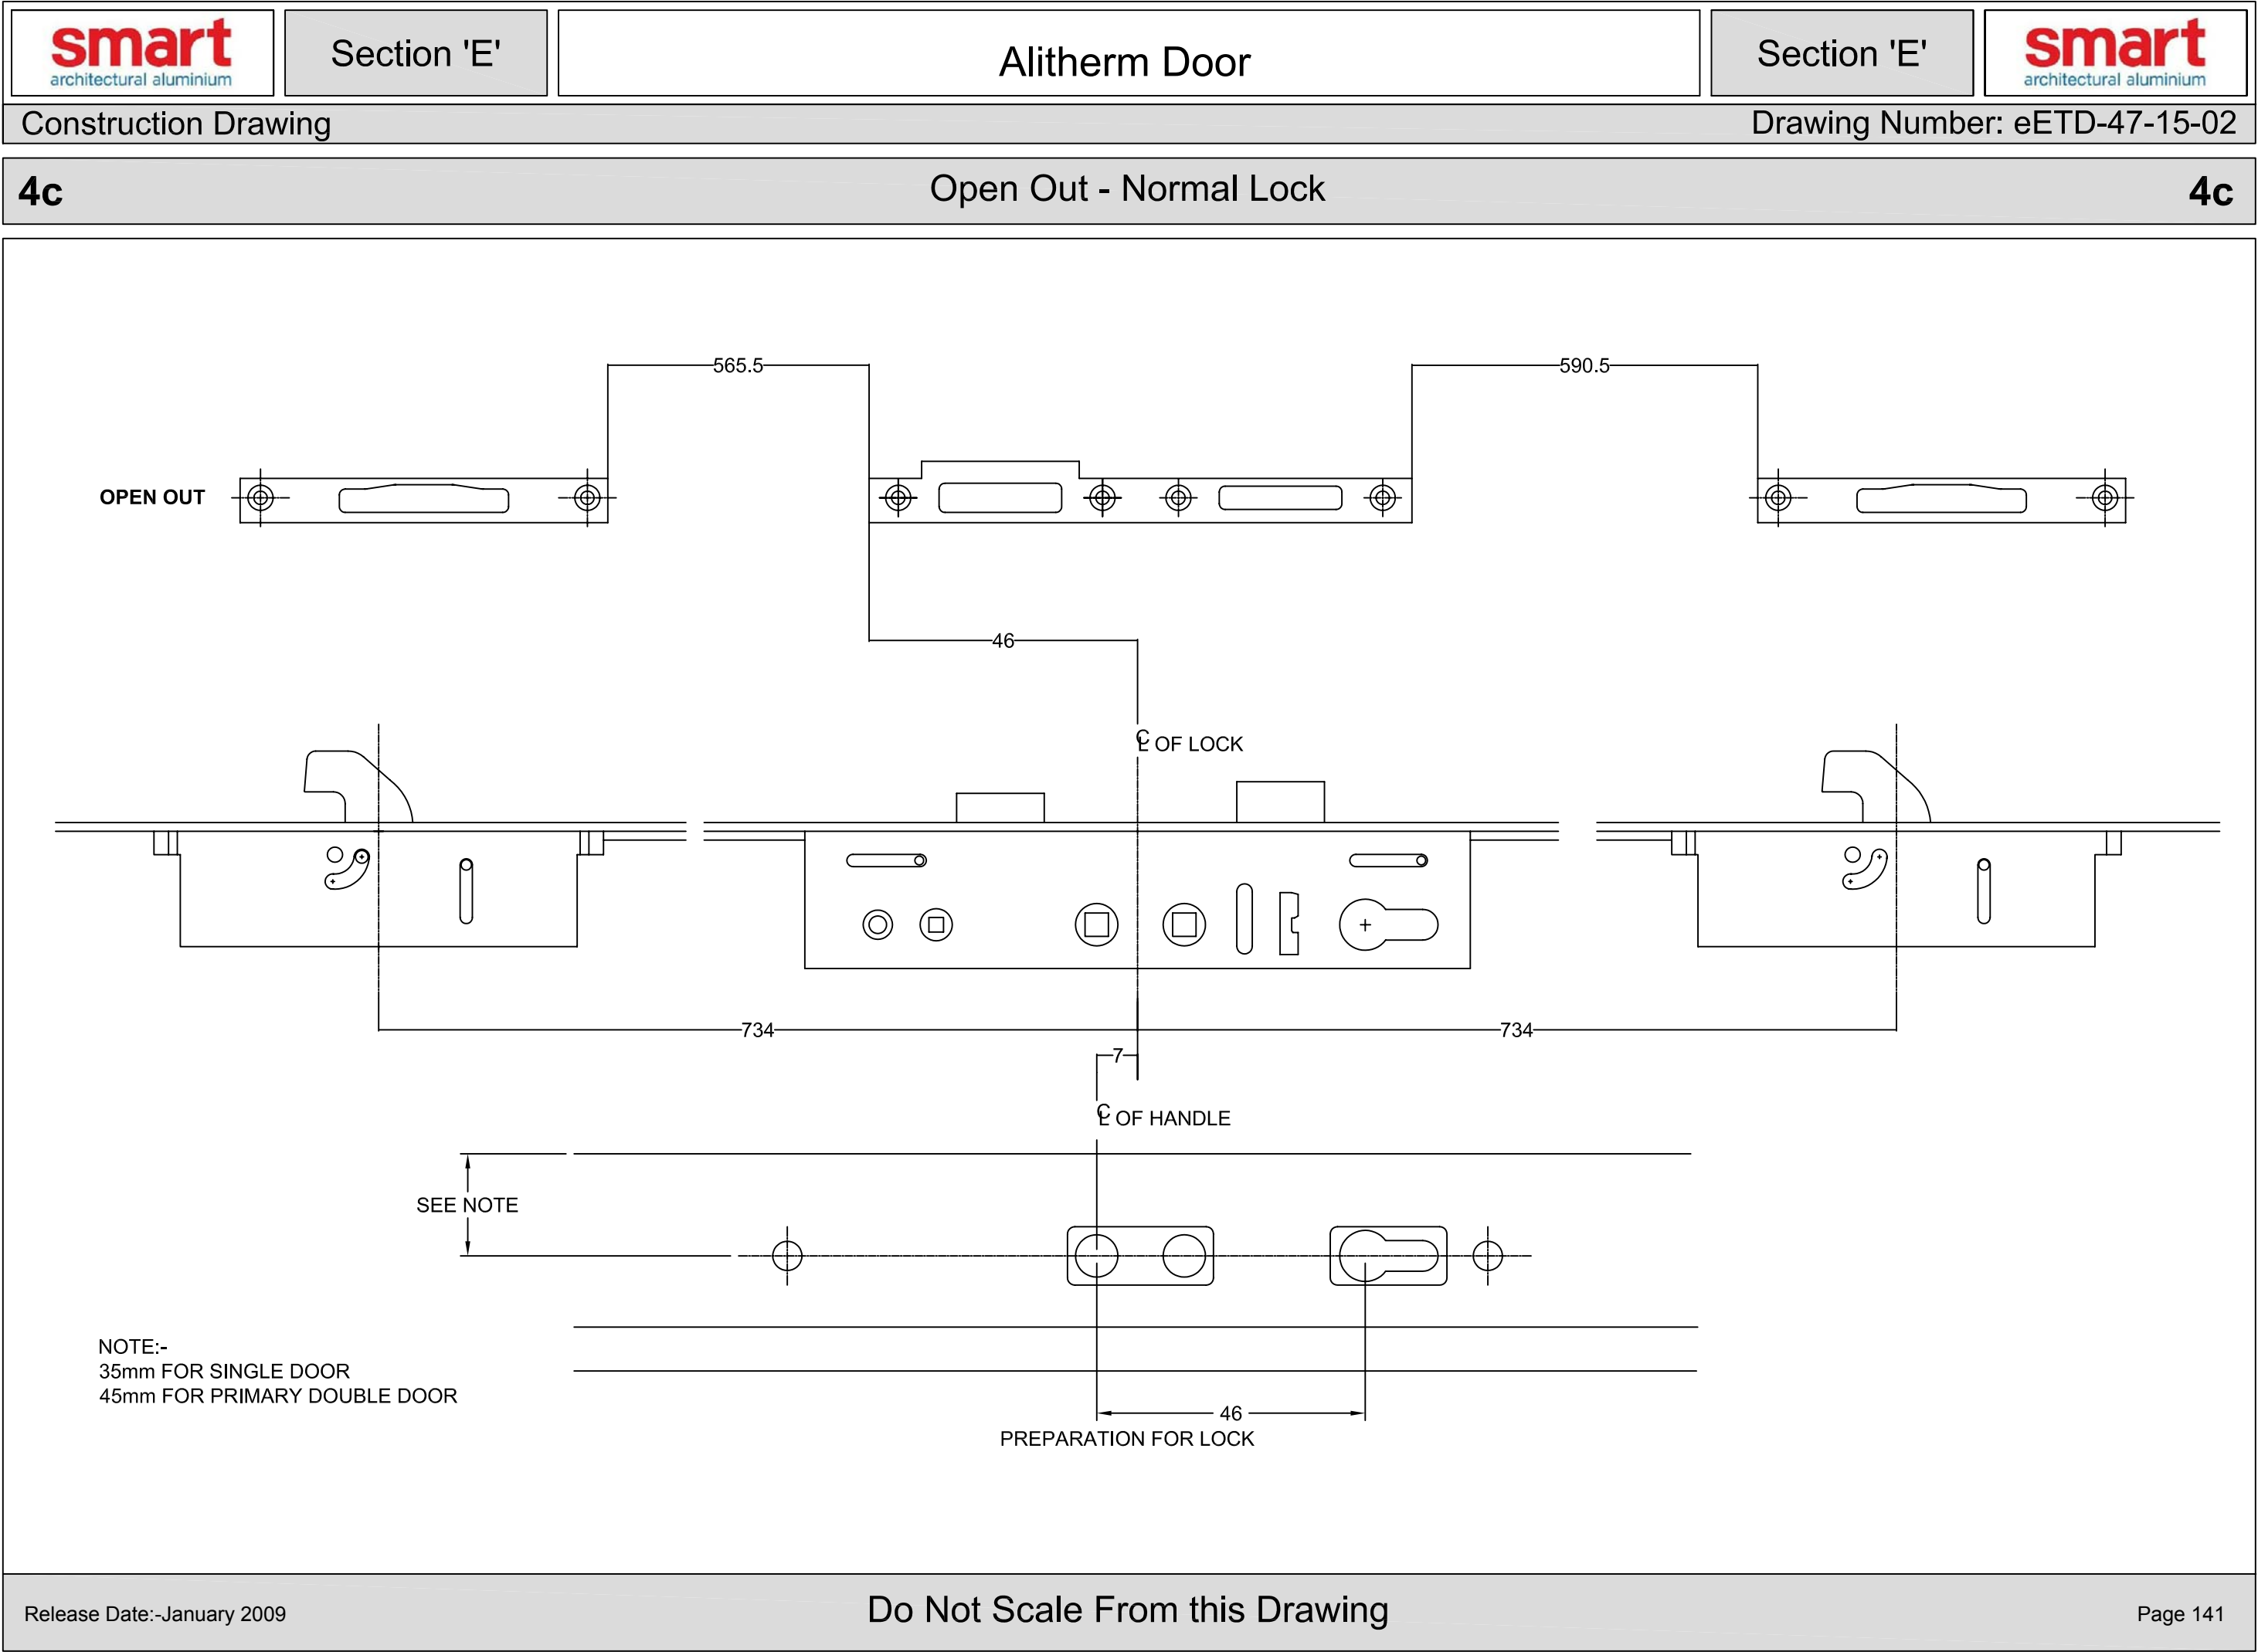 smart
architectural aluminium
Section 'E'
Alitherm Door
Section 'E'
smart
architectural aluminium
Construction Drawing
Drawing Number: eETD-47-15-02
4c
Open Out - Normal Lock
4c
565.5
590.5
OPEN OUT
46
CL OF LOCK
734
734
7
CL OF HANDLE
SEE NOTE
NOTE:-
35mm FOR SINGLE DOOR
45mm FOR PRIMARY DOUBLE DOOR
46
PREPARATION FOR LOCK
Release Date:-January 2009
Do Not Scale From this Drawing
Page 141